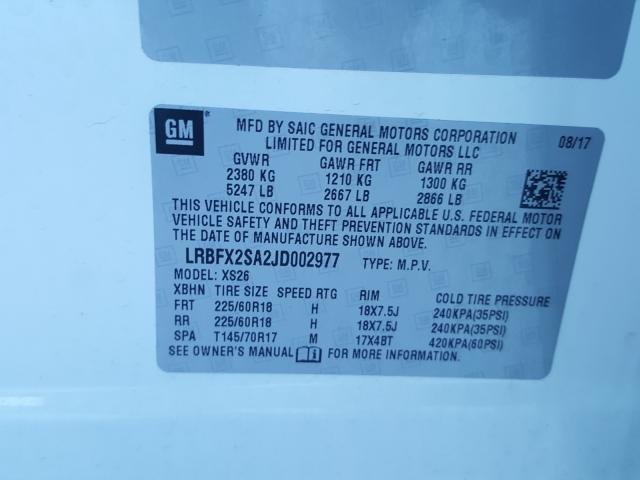 GM
MFD BY SAIC GENERAL MOTORS CORPORATION
LIMITED FOR GENERAL MOTORS LLC
08/17
GVWR GAWR FRT GAWR RR
2380 KG 1210 KG 1300 KG
5247 LB 2667 LB 2866 LB
THIS VEHICLE CONFORMS TO ALL APPLICABLE U.S. FEDERAL MOTOR
VEHICLE SAFETY AND THEFT PREVENTION STANDARDS IN EFFECT ON
THE DATE OF MANUFACTURE SHOWN ABOVE.
LRBFX2SA2JD002977 TYPE: M.P.V.
MODEL: XS26
XBHN TIRE SIZE SPEED RTG RIM COLD TIRE PRESSURE
FRT 225/60R18 H 18X7.5J 240KPA(35PSI)
RR 225/60R18 H 18X7.5J 240KPA(35PSI)
SPA T145/70R17 M 17X4BT 420KPA(60PSI)
SEE OWNER'S MANUAL FOR ADDITIONAL INFORMATION